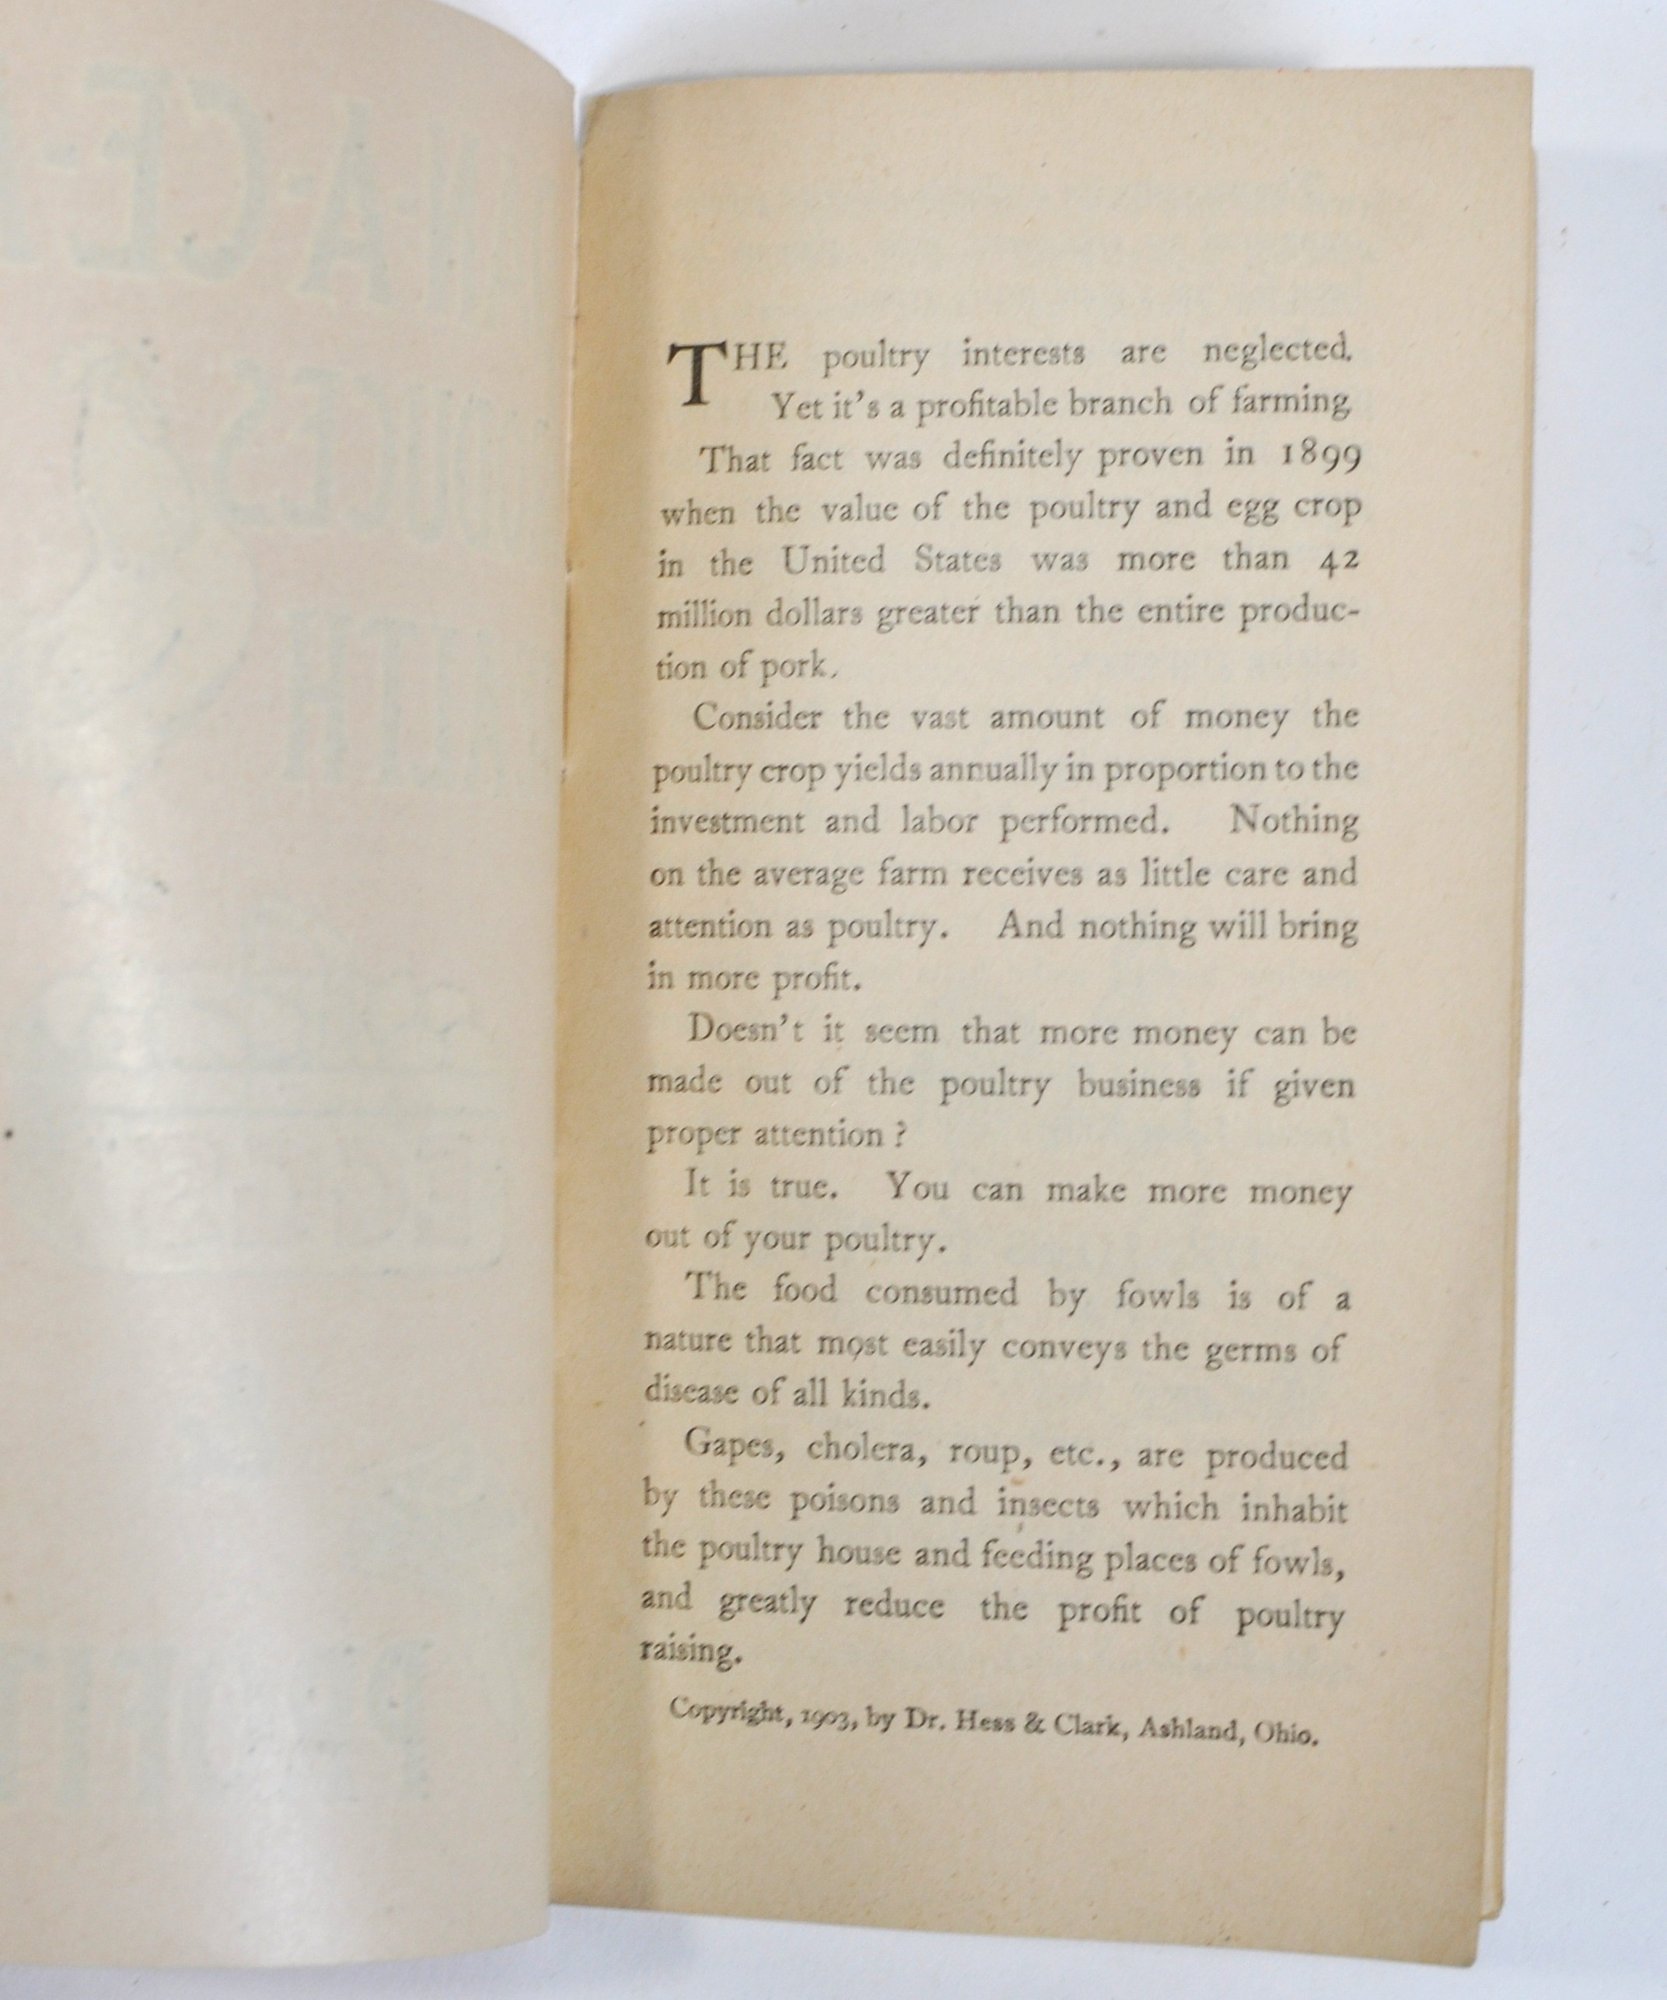 THE poultry interests are neglected.
Yet it's a profitable branch of farming
That fact was definitely proven in 1899
when the value of the poultry and egg crop
in the United States was more than 42
million dollars greater than the entire produc-
tion of pork.
Consider the vast amount of money the
poultry crop yields annually in proportion to the
investment and labor performed. Nothing
on the average farm receives as little care and
attention as poultry. And nothing will bring
in more profit.
Doesn't it seem that more money can be
made out of the poultry business if given
proper attention ?
It is true. You can make more money
out of your poultry.
The food consumed by fowls is of a
nature that most easily conveys the germs of
disease of all kinds.
Gapes, cholera, roup, etc., are produced
by these poisons and insects which inhabit
the poultry house and feeding places of fowls,
and greatly reduce the profit of poultry
raising.
Copyright, 1903, by Dr. Hess & Clark, Ashland, Ohio.